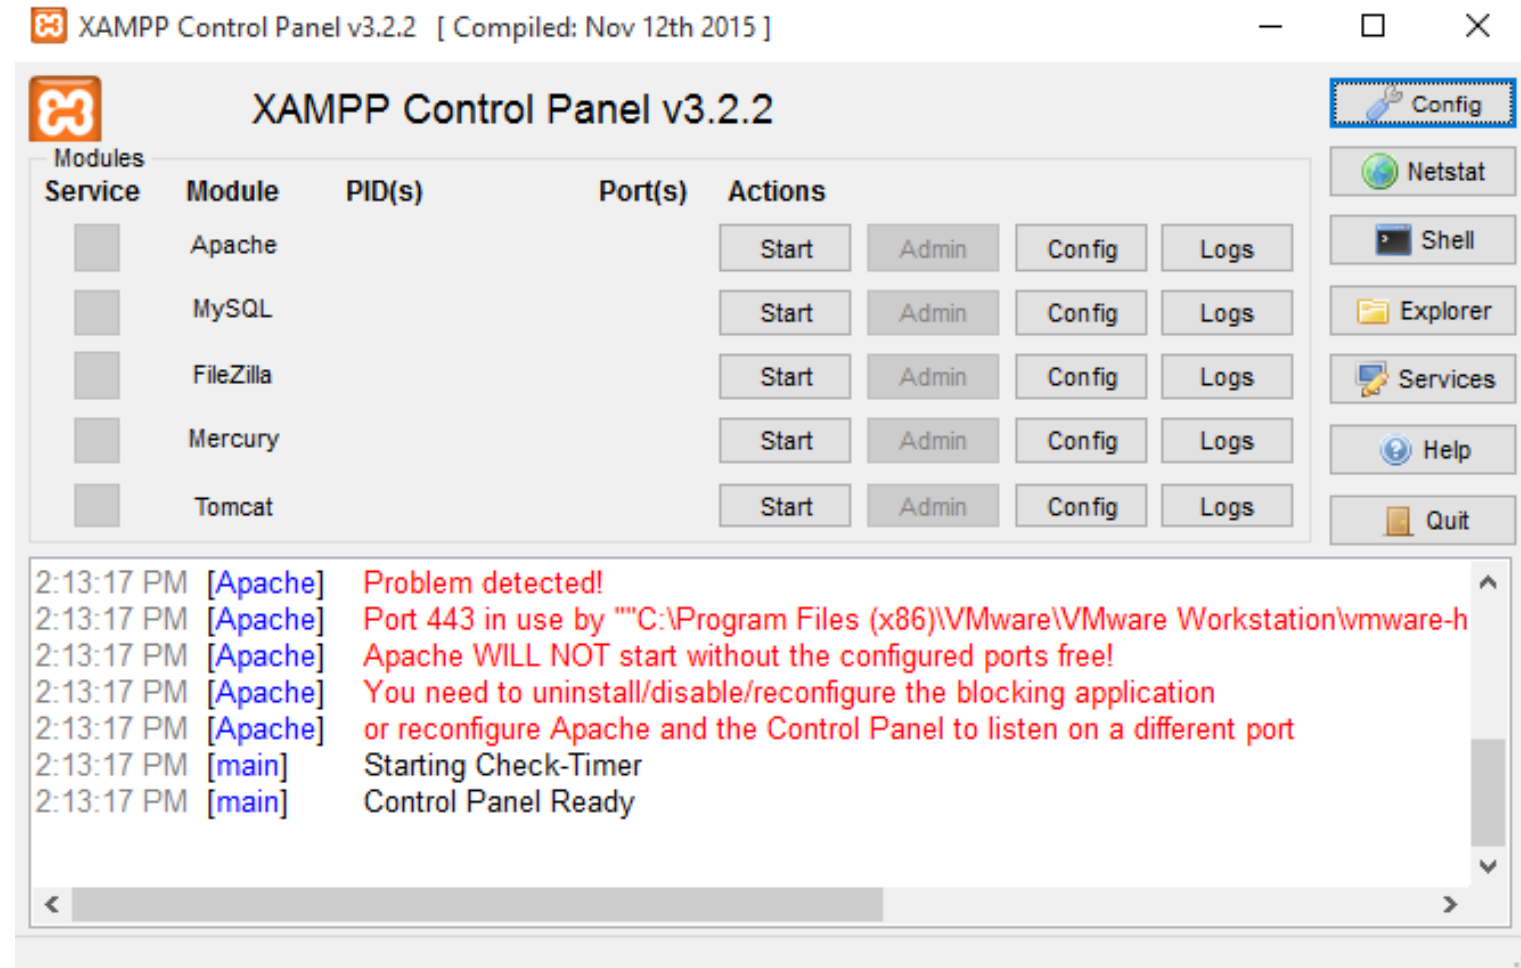 XAMPP Control Panel v3.2.2 [ Compiled: Nov 12th 2015 ]
XAMPP Control Panel v3.2.2
Config
Netstat
Shell
Explorer
Services
Help
Quit
Modules
Service Module PID(s) Port(s) Actions
Apache Start Admin Config Logs
MySQL Start Admin Config Logs
FileZilla Start Admin Config Logs
Mercury Start Admin Config Logs
Tomcat Start Admin Config Logs
2:13:17 PM [Apache] Problem detected!
2:13:17 PM [Apache] Port 443 in use by ""C:\Program Files (x86)\VMware\VMware Workstation\vmware-h
2:13:17 PM [Apache] Apache WILL NOT start without the configured ports free!
2:13:17 PM [Apache] You need to uninstall/disable/reconfigure the blocking application
2:13:17 PM [Apache] or reconfigure Apache and the Control Panel to listen on a different port
2:13:17 PM [main] Starting Check-Timer
2:13:17 PM [main] Control Panel Ready